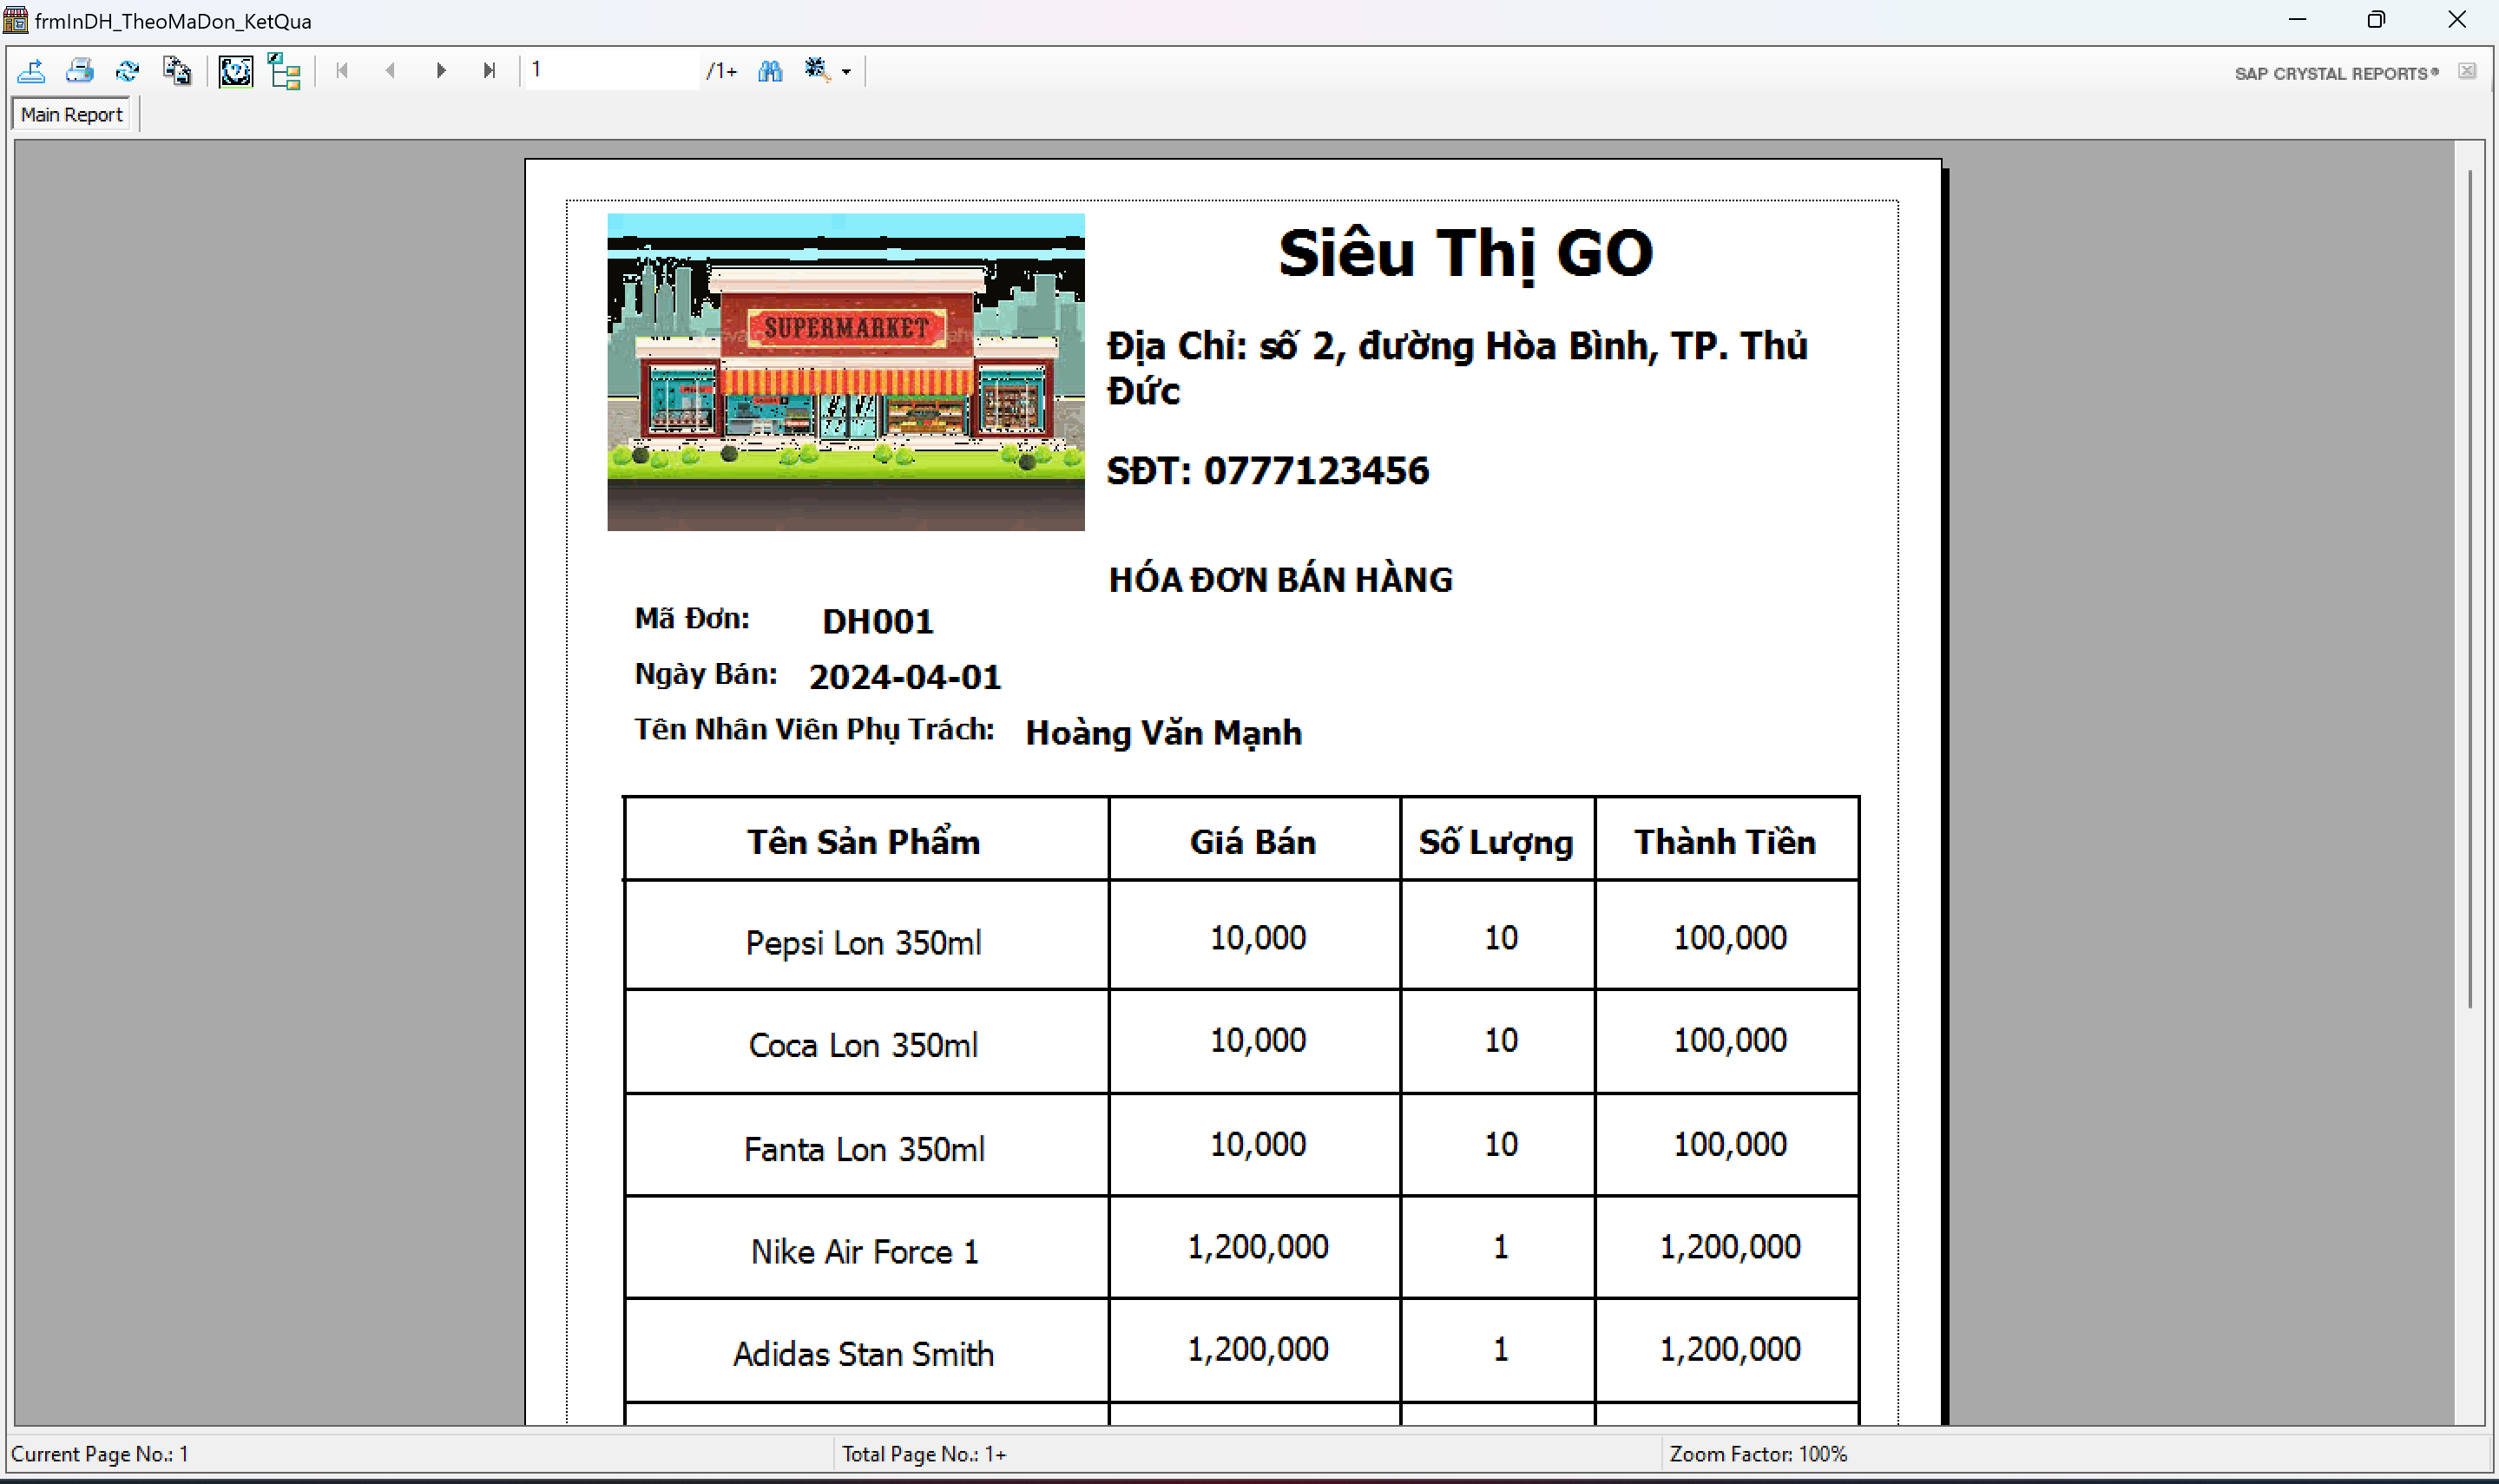 frmInDH_TheoMaDon_KetQua
1 /1+ SAP CRYSTAL REPORTS®
Main Report
SUPERMARKET
Siêu Thị GO
Địa Chỉ: số 2, đường Hòa Bình, TP. Thủ
Đức
SĐT: 0777123456
HÓA ĐƠN BÁN HÀNG
Mã Đơn: DH001
Ngày Bán: 2024-04-01
Tên Nhân Viên Phụ Trách: Hoàng Văn Mạnh
Tên Sản Phẩm Giá Bán Số Lượng Thành Tiền
Pepsi Lon 350ml 10,000 10 100,000
Coca Lon 350ml 10,000 10 100,000
Fanta Lon 350ml 10,000 10 100,000
Nike Air Force 1 1,200,000 1 1,200,000
Adidas Stan Smith 1,200,000 1 1,200,000
Current Page No.: 1 Total Page No.: 1+ Zoom Factor: 100%